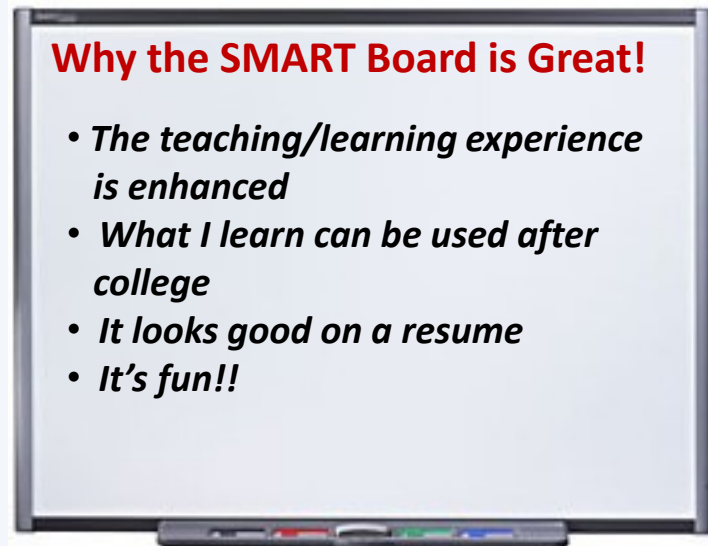 Why the SMART Board is Great!
• The teaching/learning experience
is enhanced
• What I learn can be used after
college
• It looks good on a resume
• It’s fun!!